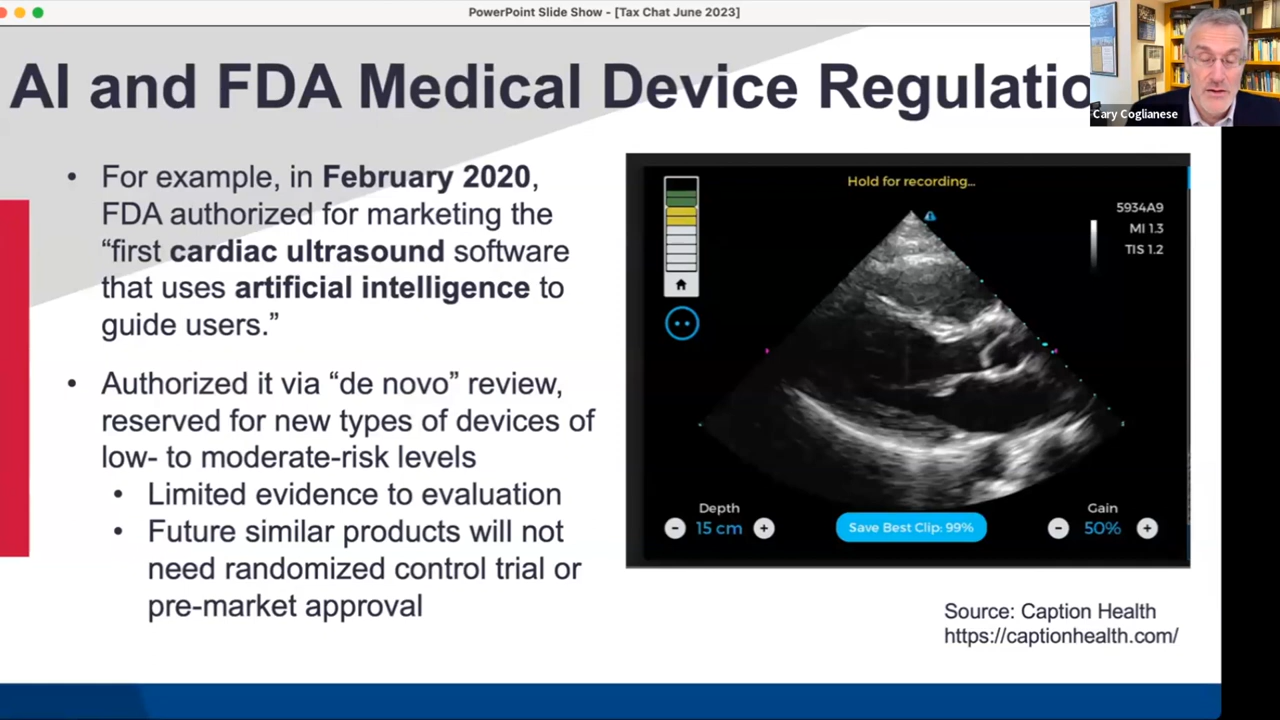 PowerPoint Slide Show - [Tax Chat June 2023]
AI and FDA Medical Device Regulatio
Cary Coglianese
• For example, in February 2020,
FDA authorized for marketing the
“first cardiac ultrasound software
that uses artificial intelligence to
guide users.”
• Authorized it via “de novo” review,
reserved for new types of devices of
low- to moderate-risk levels
• Limited evidence to evaluation
• Future similar products will not
need randomized control trial or
pre-market approval
Hold for recording...
5934A9
MI 1.3
TIS 1.2
Depth
15 cm
Save Best Clip: 99%
Gain
50%
Source: Caption Health
https://captionhealth.com/